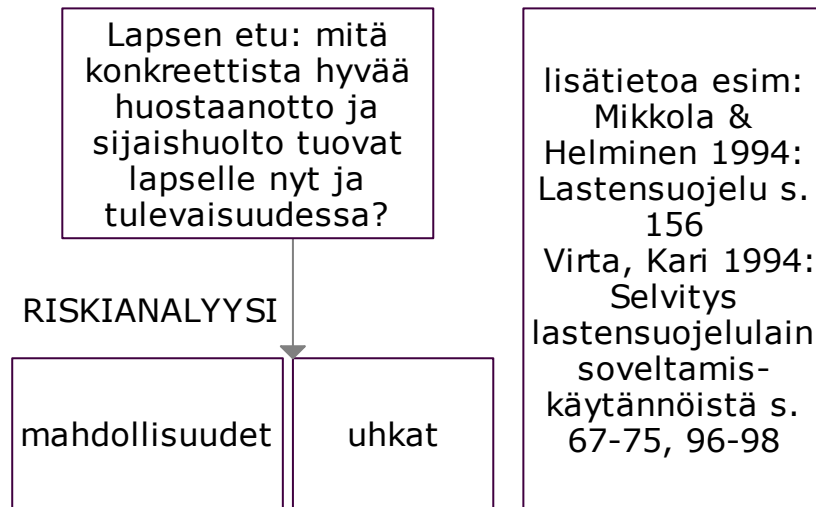 Lapsen etu: mitä
konkreettista hyvää
huostaanotto ja
sijaishuolto tuovat
lapselle nyt ja
tulevaisuudessa?
RISKIANALYYSI
mahdollisuudet
uhkat
lisätietoa esim:
Mikkola &
Helminen 1994:
Lastensuojelu s.
156
Virta, Kari 1994:
Selvitys
lastensuojelulain
soveltamis-
käytännöistä s.
67-75, 96-98